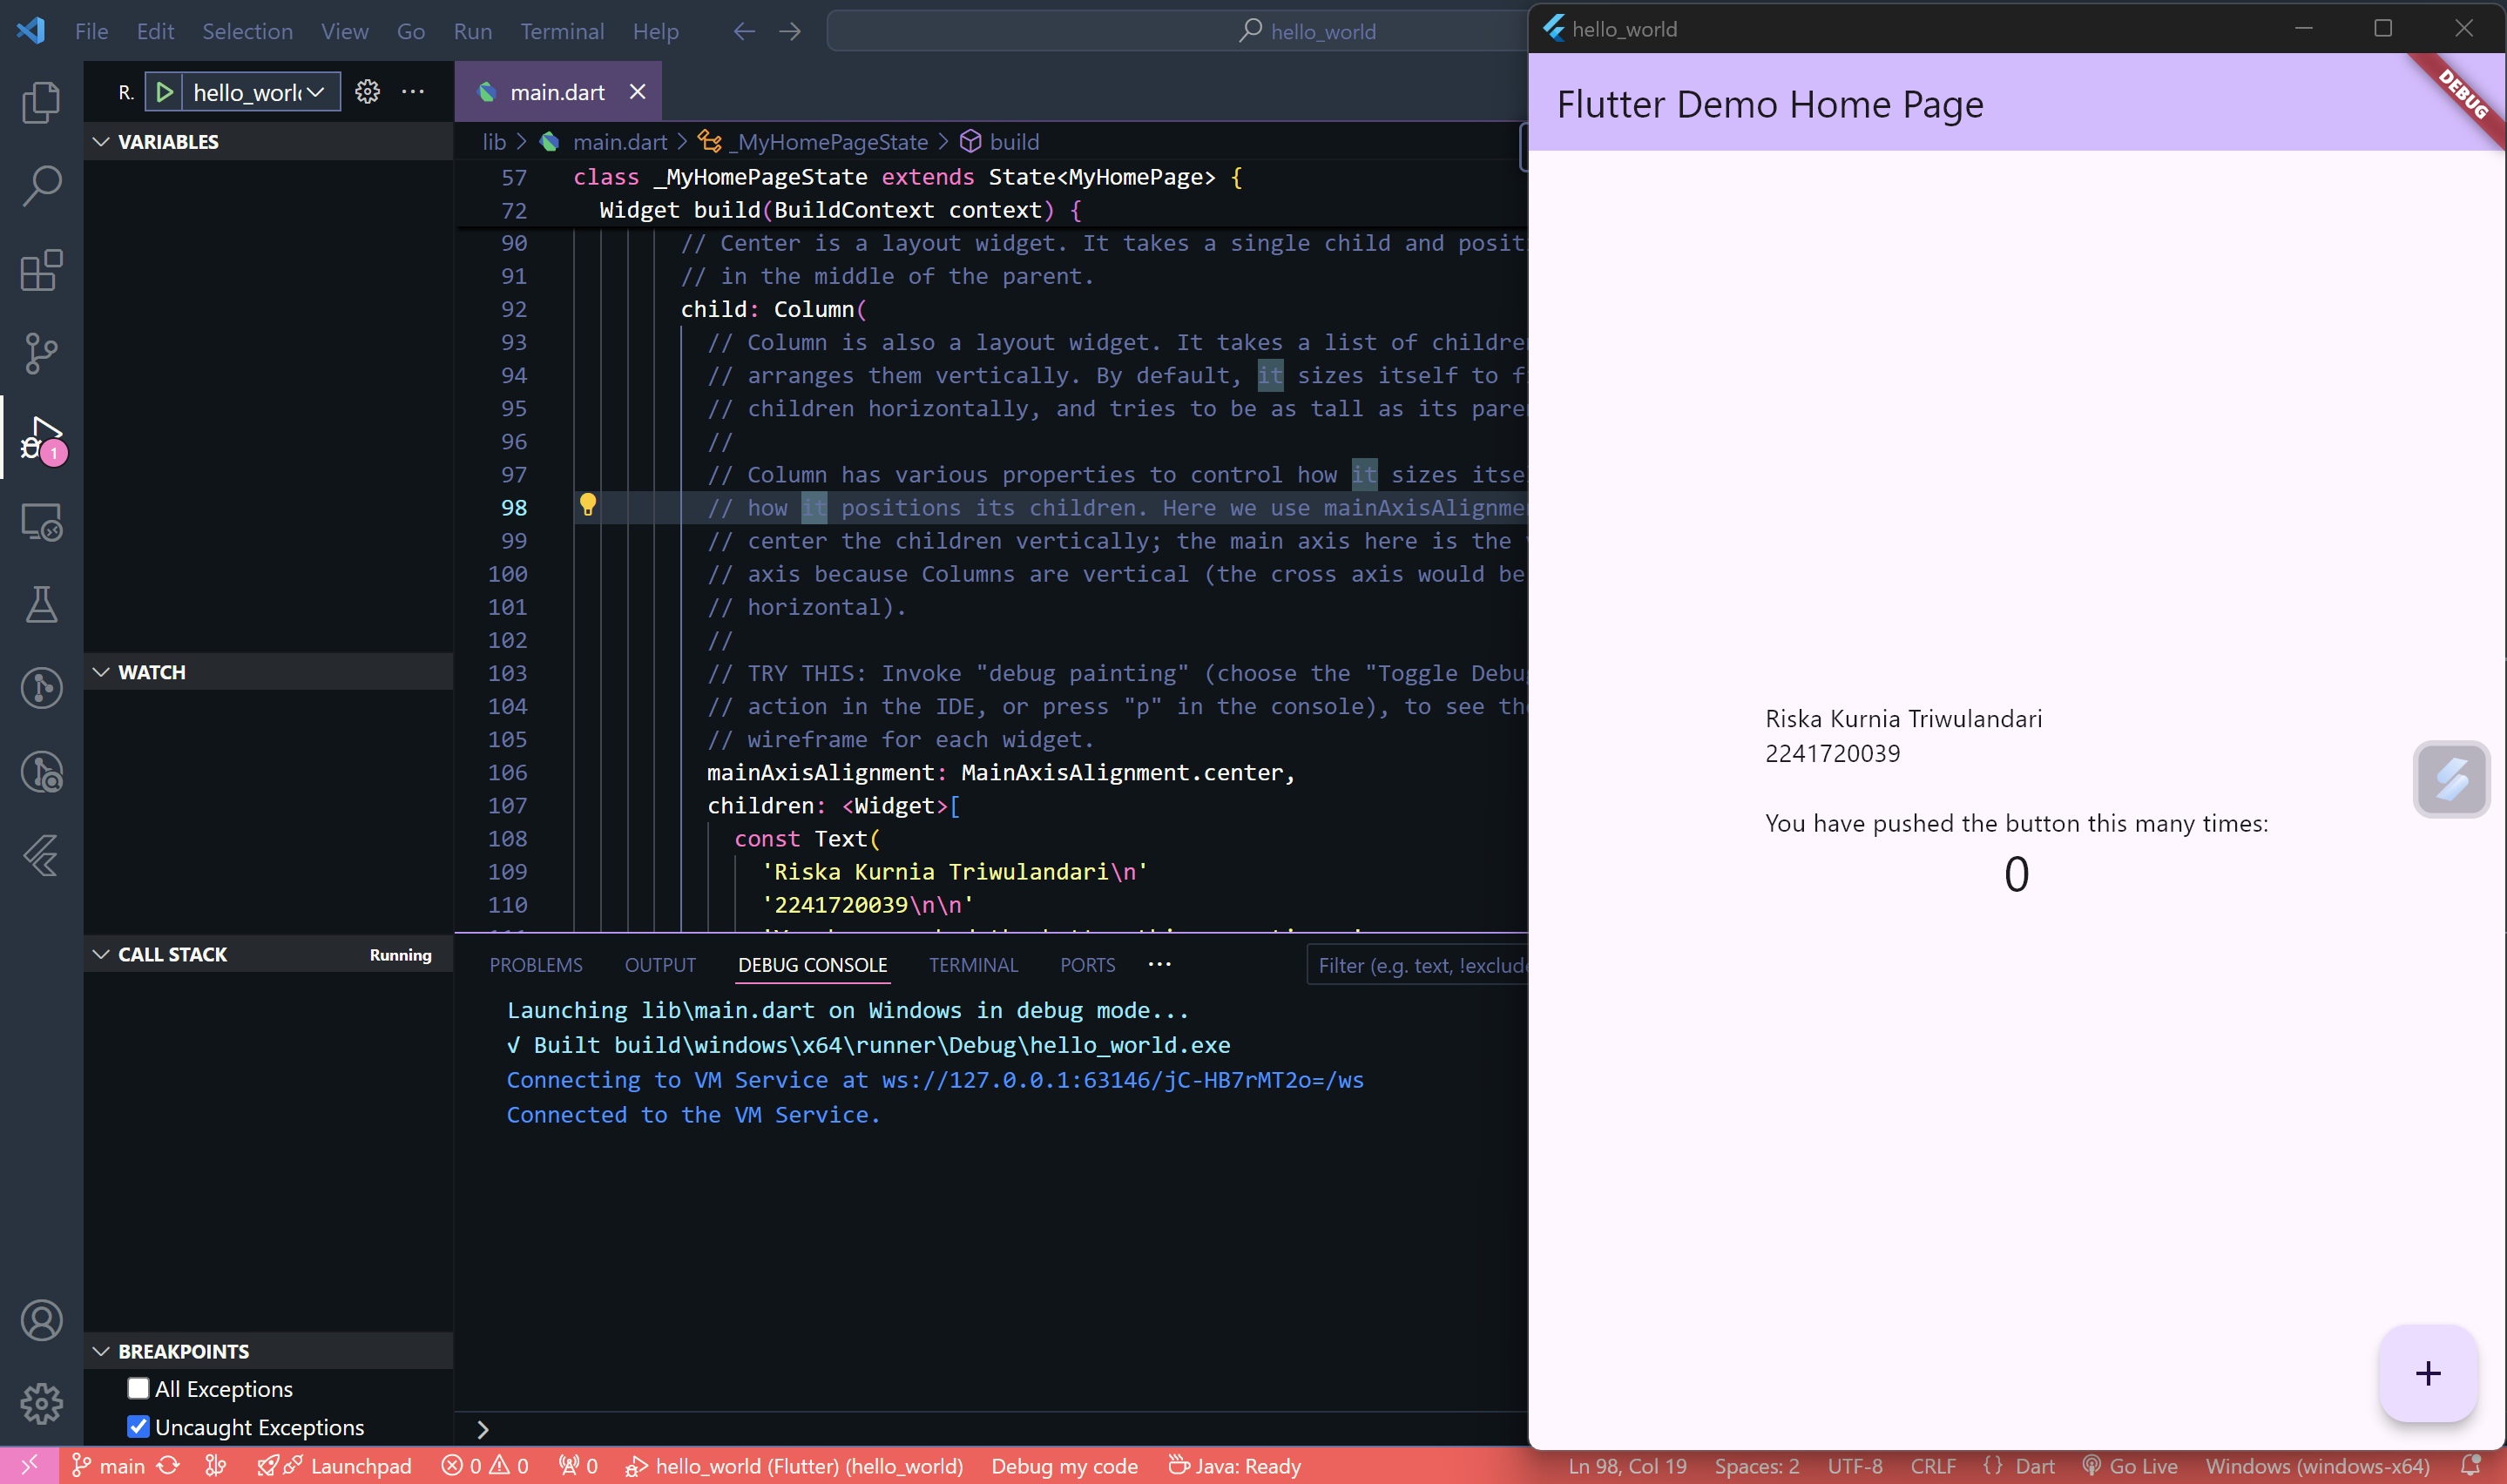 File Edit Selection View Go Run Terminal Help
hello_world
hello_world
R. hello_worl
main.dart
Flutter Demo Home Page
DEBUG
VARIABLES
lib > main.dart > _MyHomePageState > build
57 class _MyHomePageState extends State<MyHomePage> {
72 Widget build(BuildContext context) {
90 // Center is a layout widget. It takes a single child and posit
91 // in the middle of the parent.
92 child: Column(
93 // Column is also a layout widget. It takes a list of childre
94 // arranges them vertically. By default, it sizes itself to f
95 // children horizontally, and tries to be as tall as its pare
96 //
97 // Column has various properties to control how it sizes itse
98 // how it positions its children. Here we use mainAxisAlignme
99 // center the children vertically; the main axis here is the
100 // axis because Columns are vertical (the cross axis would be
101 // horizontal).
102 //
103 // TRY THIS: Invoke "debug painting" (choose the "Toggle Debu
104 // action in the IDE, or press "p" in the console), to see th
105 // wireframe for each widget.
106 mainAxisAlignment: MainAxisAlignment.center,
107 children: <Widget>[
108 const Text(
109 'Riska Kurnia Triwulandari\n'
110 '2241720039\n\n'
1
WATCH
CALL STACK Running
BREAKPOINTS
All Exceptions
Uncaught Exceptions
PROBLEMS OUTPUT DEBUG CONSOLE TERMINAL PORTS
Filter (e.g. text, !exclude
Launching lib\main.dart on Windows in debug mode...
√ Built build\windows\x64\runner\Debug\hello_world.exe
Connecting to VM Service at ws://127.0.0.1:63146/jC-HB7rMT2o=/ws
Connected to the VM Service.
Riska Kurnia Triwulandari
2241720039
You have pushed the button this many times:
0
main Launchpad 0 0 0 hello_world (Flutter) (hello_world) Debug my code Java: Ready
Ln 98, Col 19 Spaces: 2 UTF-8 CRLF {} Dart Go Live Windows (windows-x64)